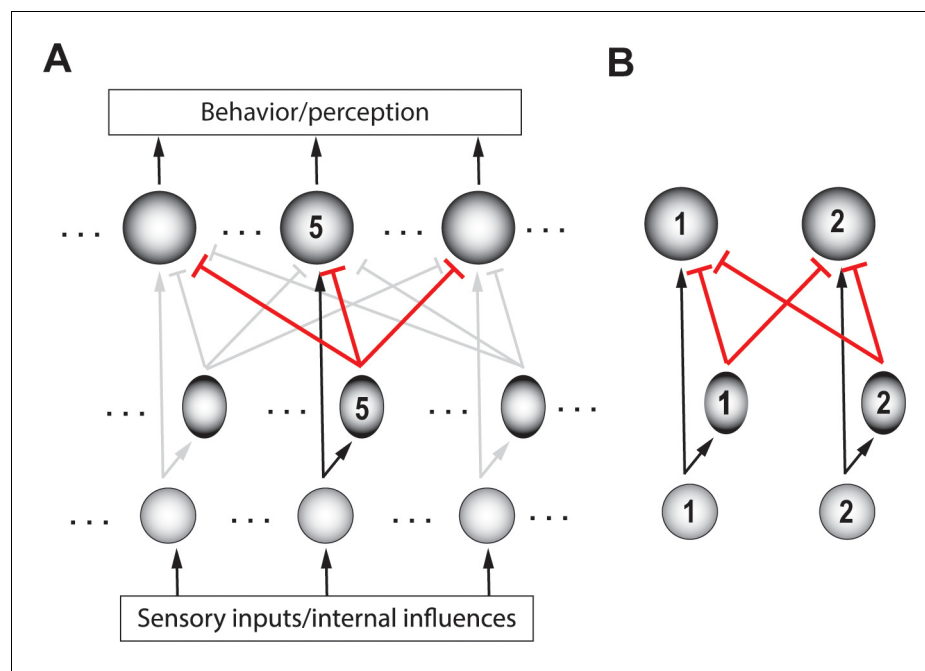 A
B
Behavior/perception
. . . . . . 5 . . . . . .
1 2
. . . . . . 5 . . . . . .
1 2
. . . . . . . . . . . .
1 2
Sensory inputs/internal influences